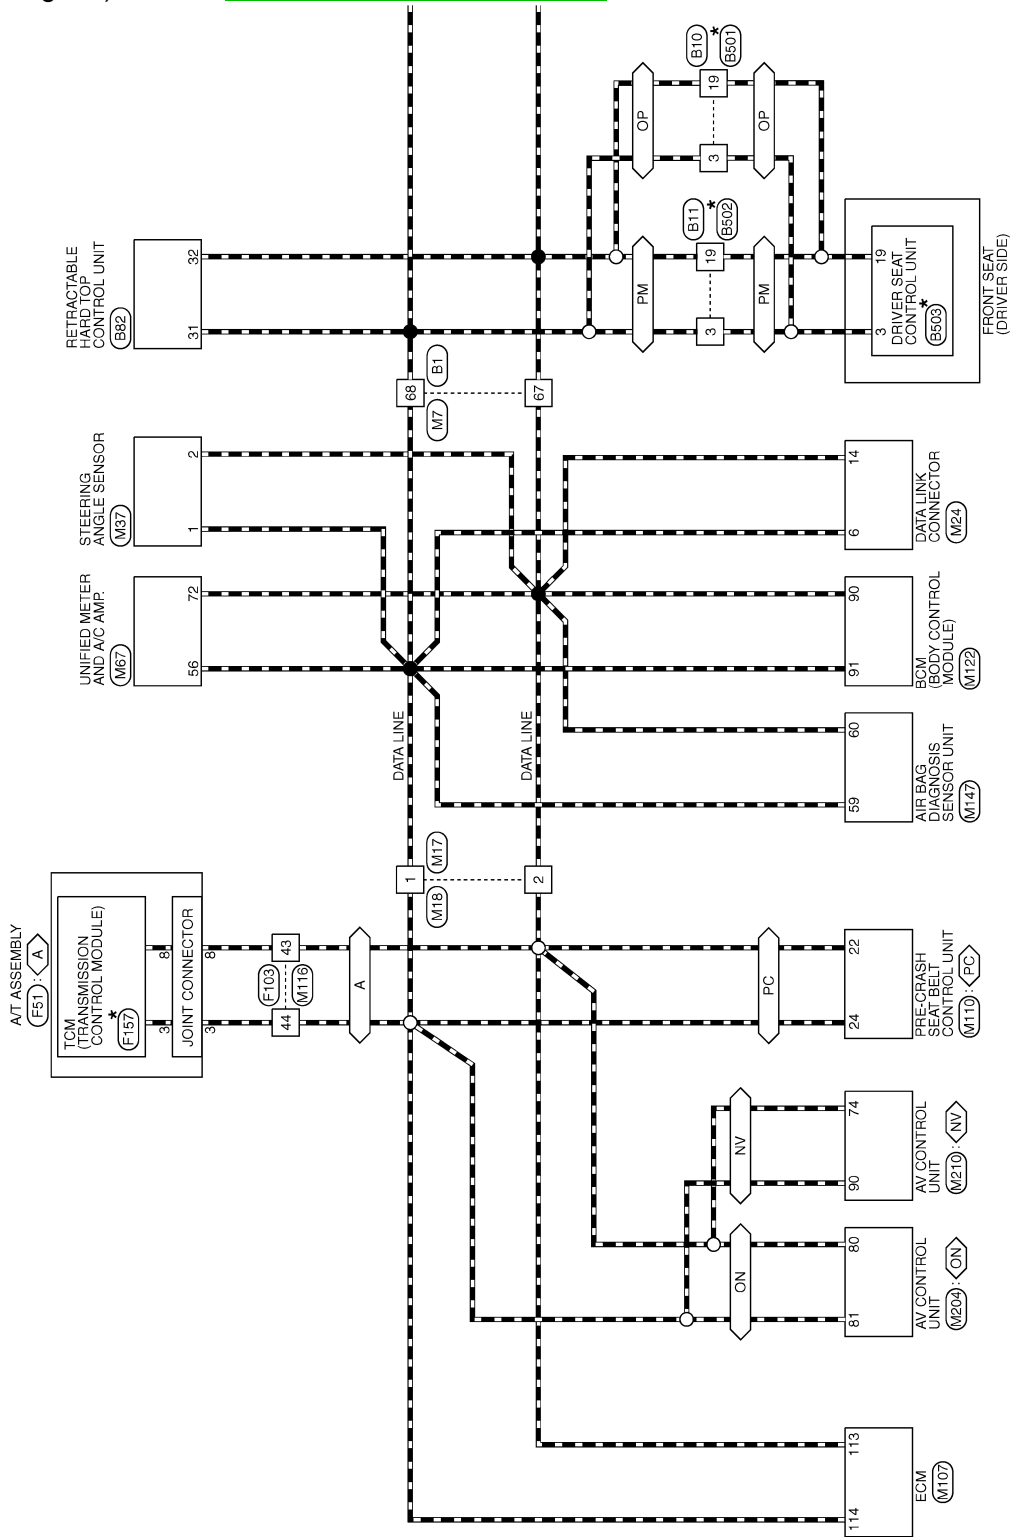 RETRACTABLE
HARD TOP
CONTROL UNIT
B82
31
32
B10
*
B501
19
3
OP
OP
B11
*
B502
19
3
PM
PM
19
3
DRIVER SEAT
CONTROL UNIT
*
B503
FRONT SEAT
(DRIVER SIDE)
68
B1
M7
67
STEERING
ANGLE SENSOR
M37
1
2
UNIFIED METER
AND A/C AMP.
M67
56
72
14
6
DATA LINK
CONNECTOR
M24
90
91
BCM
(BODY CONTROL
MODULE)
M122
60
59
AIR BAG
DIAGNOSIS
SENSOR UNIT
M147
DATA LINE
DATA LINE
1
M17
M18
2
A/T ASSEMBLY
F51 : A
TCM
(TRANSMISSION
CONTROL MODULE)
*
F157
3
8
JOINT CONNECTOR
3
8
F103
M116
43
44
A
PC
22
24
PRE-CRASH
SEAT BELT
CONTROL UNIT
M110 : PC
NV
74
90
AV CONTROL
UNIT
M210 : NV
ON
80
81
AV CONTROL
UNIT
M204 : ON
113
114
ECM
M107